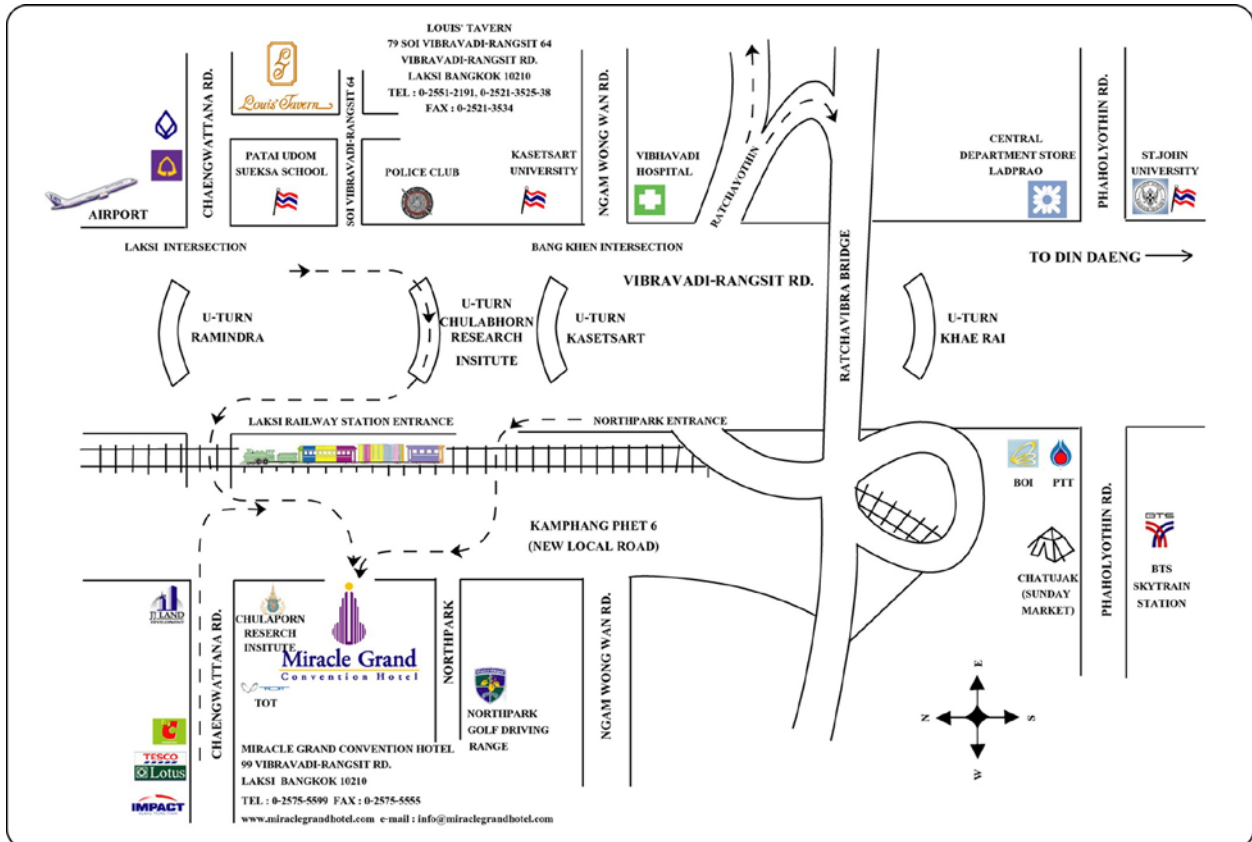 LOUIS' TAVERN
79 SOI VIBRAVADI-RANGSIT 64
VIBRAVADI-RANGSIT RD.
LAKSI BANGKOK 10210
TEL : 0-2551-2191, 0-2521-3525-38
FAX : 0-2521-3534
CHAENGWATTANA RD.
Louis' Tavern
SOI VIBRAVADI-RANGSIT 64
NGAM WONG WAN RD.
PHAHOLYOTHIN RD.
AIRPORT
PATAI UDOM
SUEKSA SCHOOL
POLICE CLUB
KASETSART
UNIVERSITY
VIBHAVADI
HOSPITAL
RATCHAYOTHIN
CENTRAL
DEPARTMENT STORE
LADPRAO
ST.JOHN
UNIVERSITY
LAKSI INTERSECTION
BANG KHEN INTERSECTION
VIBRAVADI-RANGSIT RD.
RATCHAVIBRA BRIDGE
TO DIN DAENG
U-TURN
RAMINDRA
U-TURN
CHULABHORN
RESEARCH
INSITUTE
U-TURN
KASETSART
U-TURN
KHAE RAI
LAKSI RAILWAY STATION ENTRANCE
NORTHPARK ENTRANCE
BOI
PTT
KAMPHANG PHET 6
(NEW LOCAL ROAD)
CHATUJAK
(SUNDAY
MARKET)
PHAHOLYOTHIN RD.
BTS
BTS
SKYTRAIN
STATION
JJ LAND
CHAENGWATTANA RD.
CHULAPORN
RESERCH
INSITUTE
Miracle Grand
Convention Hotel
TOT
NORTHPARK
NORTHPARK
GOLF DRIVING
RANGE
NGAM WONG WAN RD.
N
E
S
W
TESCO
Lotus
IMPACT
MIRACLE GRAND CONVENTION HOTEL
99 VIBRAVADI-RANGSIT RD.
LAKSI BANGKOK 10210
TEL : 0-2575-5599 FAX : 0-2575-5555
www.miraclegrandhotel.com e-mail : info@miraclegrandhotel.com